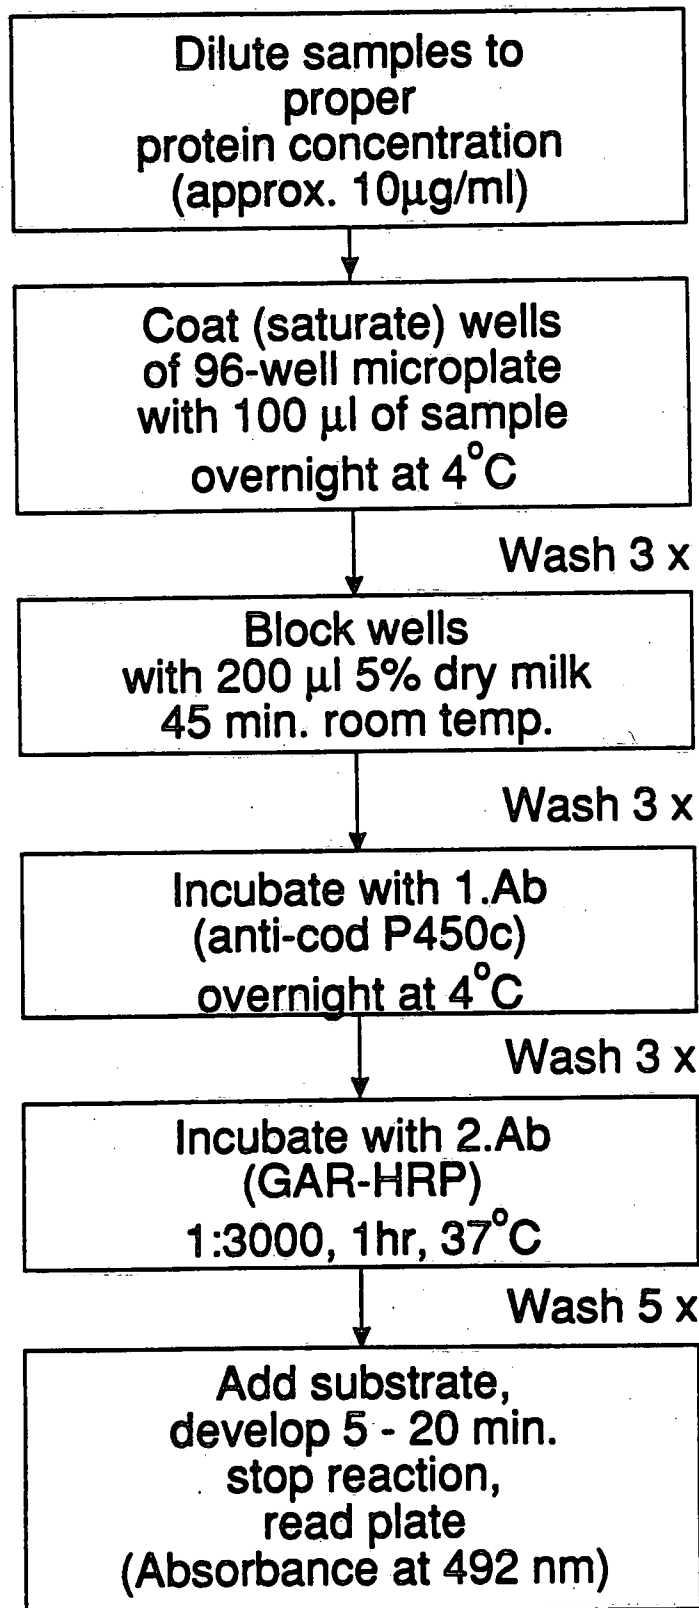 Dilute samples to
proper
protein concentration
(approx. 10µg/ml)
Coat (saturate) wells
of 96-well microplate
with 100 µl of sample
overnight at 4°C
Wash 3 x
Block wells
with 200 µl 5% dry milk
45 min. room temp.
Wash 3 x
Incubate with 1.Ab
(anti-cod P450c)
overnight at 4°C
Wash 3 x
Incubate with 2.Ab
(GAR-HRP)
1:3000, 1hr, 37°C
Wash 5 x
Add substrate,
develop 5 - 20 min.
stop reaction,
read plate
(Absorbance at 492 nm)